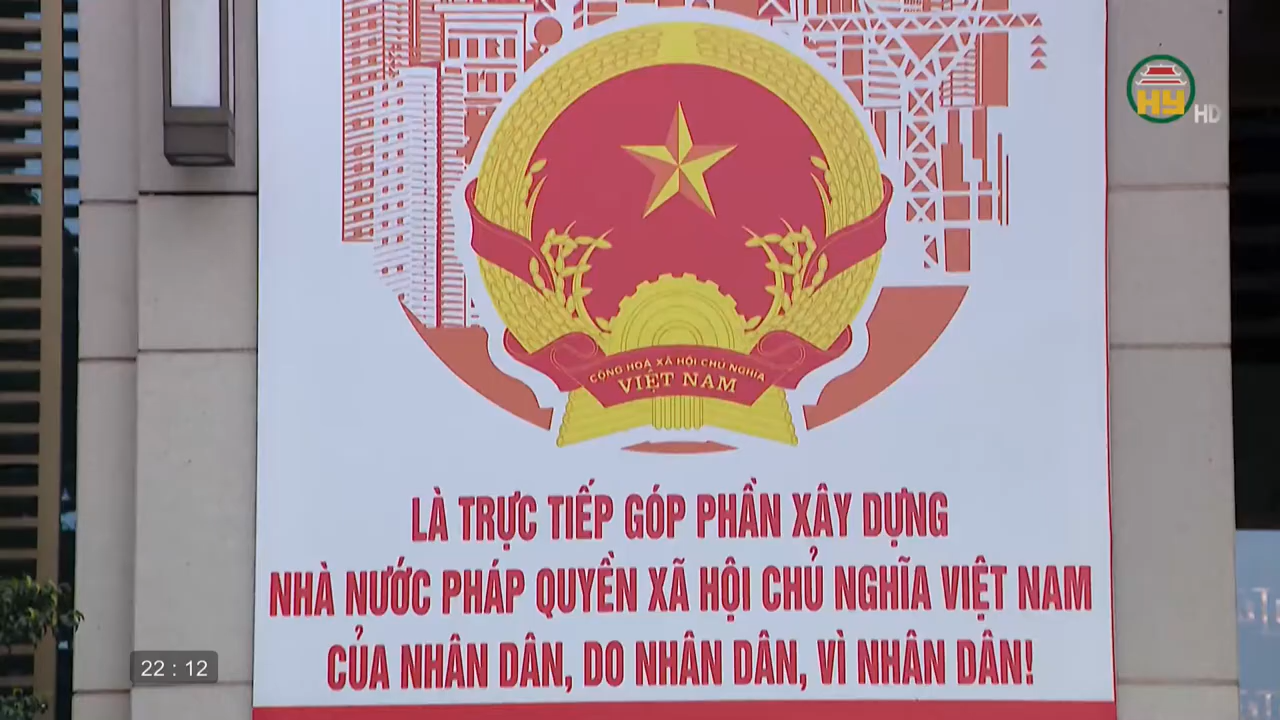 HY HD
CỘNG HOÀ XÃ HỘI CHỦ NGHĨA
VIỆT NAM
LÀ TRỰC TIẾP GÓP PHẦN XÂY DỰNG
NHÀ NƯỚC PHÁP QUYỀN XÃ HỘI CHỦ NGHĨA VIỆT NAM
CỦA NHÂN DÂN, DO NHÂN DÂN, VÌ NHÂN DÂN!
22 : 12